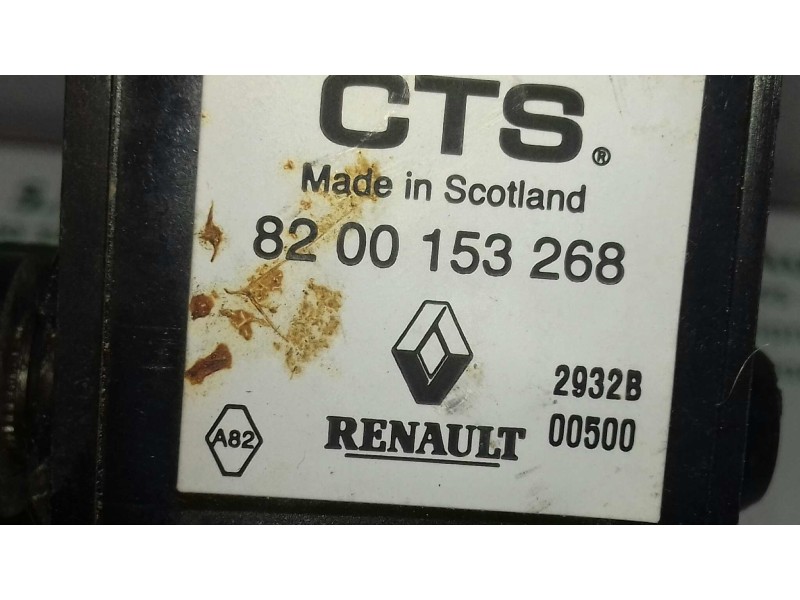 CTS®
Made in Scotland
82 00 153 268
2932B
RENAULT
00500
A82